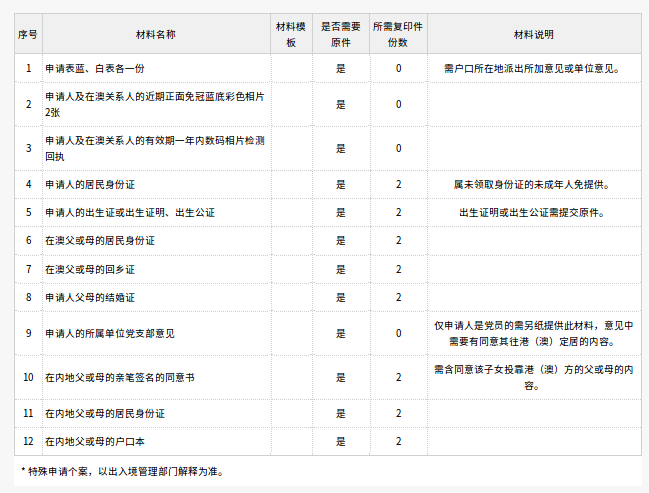 序号 材料名称 材料模板 是否需要原件 所需复印件份数 材料说明
1 申请表蓝、白表各一份 是 0 需户口所在地派出所加意见或单位意见。
2 申请人及在澳关系人的近期正面免冠蓝底彩色相片2张 是 0
3 申请人及在澳关系人的有效期一年内数码相片检测回执 是 0
4 申请人的居民身份证 是 2 属未领取身份证的未成年人免提供。
5 申请人的出生证或出生证明、出生公证 是 2 出生证明或出生公证需提交原件。
6 在澳父或母的居民身份证 是 2
7 在澳父或母的回乡证 是 2
8 申请人父母的结婚证 是 2
9 申请人的所属单位党支部意见 是 0 仅申请人是党员的需另纸提供此材料，意见中需要有同意其往港（澳）定居的内容。
10 在内地父或母的亲笔签名的同意书 是 2 需含同意该子女投靠港（澳）方的父或母的内容。
11 在内地父或母的居民身份证 是 2
12 在内地父或母的户口本 是 2
* 特殊申请个案，以出入境管理部门解释为准。